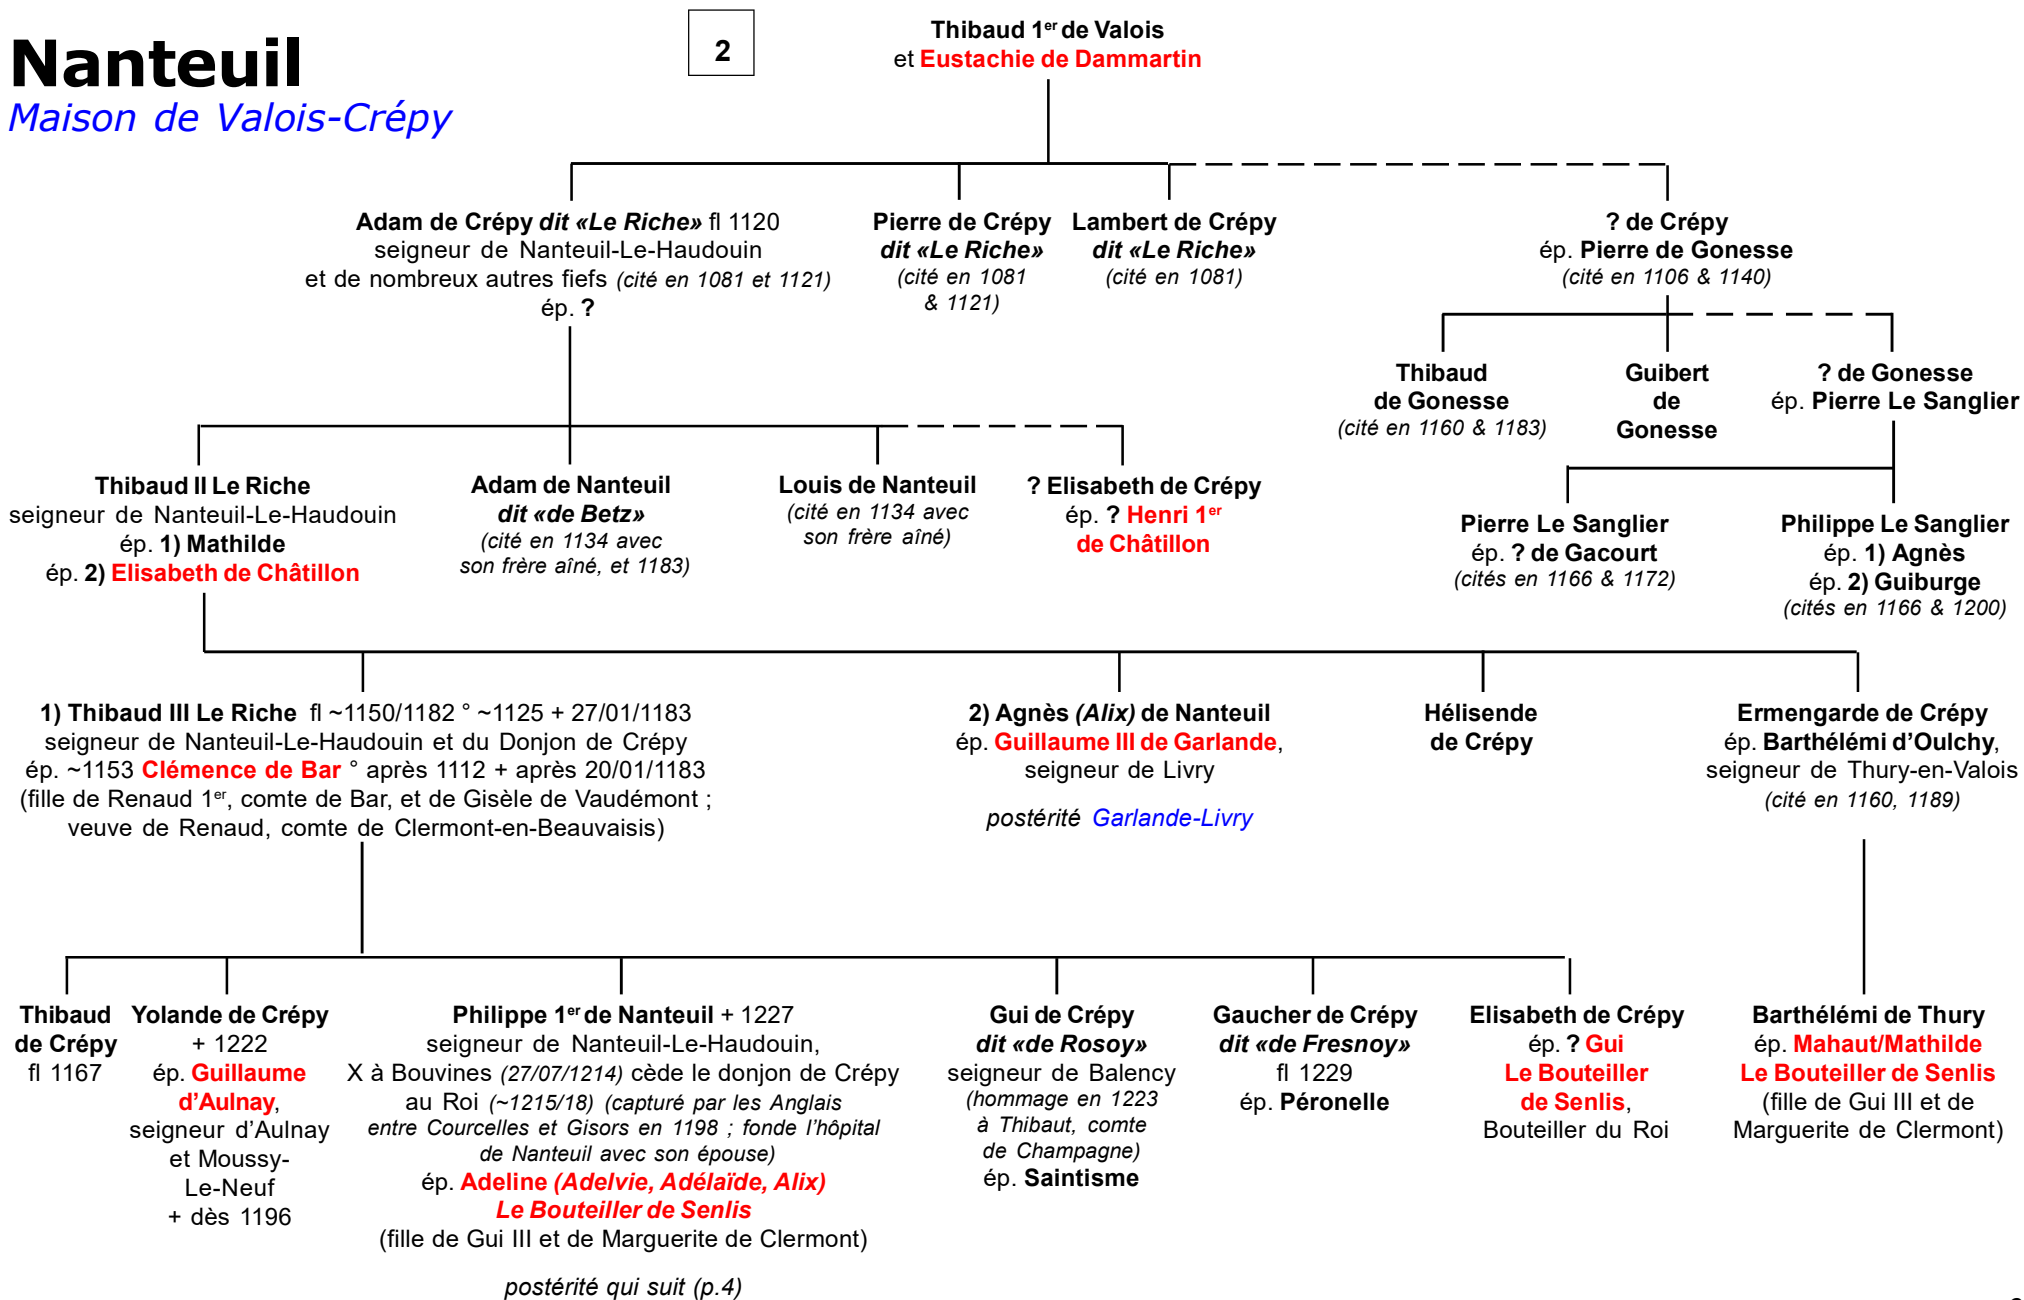 Nanteuil
Maison de Valois-Crépy
2
Thibaud 1er de Valois
et Eustachie de Dammartin
Adam de Crépy dit «Le Riche» fl 1120
seigneur de Nanteuil-Le-Haudouin
et de nombreux autres fiefs (cité en 1081 et 1121)
ép. ?
Pierre de Crépy
dit «Le Riche»
(cité en 1081
& 1121)
Lambert de Crépy
dit «Le Riche»
(cité en 1081)
? de Crépy
ép. Pierre de Gonesse
(cité en 1106 & 1140)
Thibaud
de Gonesse
(cité en 1160 & 1183)
Guibert
de
Gonesse
? de Gonesse
ép. Pierre Le Sanglier
Thibaud II Le Riche
seigneur de Nanteuil-Le-Haudouin
ép. 1) Mathilde
ép. 2) Elisabeth de Châtillon
Adam de Nanteuil
dit «de Betz»
(cité en 1134 avec
son frère aîné, et 1183)
Louis de Nanteuil
(cité en 1134 avec
son frère aîné)
? Elisabeth de Crépy
ép. ? Henri 1er
de Châtillon
Pierre Le Sanglier
ép. ? de Gacourt
(cités en 1166 & 1172)
Philippe Le Sanglier
ép. 1) Agnès
ép. 2) Guiburge
(cités en 1166 & 1200)
1) Thibaud III Le Riche fl ~1150/1182 ° ~1125 + 27/01/1183
seigneur de Nanteuil-Le-Haudouin et du Donjon de Crépy
ép. ~1153 Clémence de Bar ° après 1112 + après 20/01/1183
(fille de Renaud 1er, comte de Bar, et de Gisèle de Vaudémont ;
veuve de Renaud, comte de Clermont-en-Beauvaisis)
2) Agnès (Alix) de Nanteuil
ép. Guillaume III de Garlande,
seigneur de Livry
postérité Garlande-Livry
Hélisende
de Crépy
Ermengarde de Crépy
ép. Barthélémi d’Oulchy,
seigneur de Thury-en-Valois
(cité en 1160, 1189)
Thibaud
de Crépy
fl 1167
Yolande de Crépy
+ 1222
ép. Guillaume
d’Aulnay,
seigneur d’Aulnay
et Moussy-
Le-Neuf
+ dès 1196
Philippe 1er de Nanteuil + 1227
seigneur de Nanteuil-Le-Haudouin,
X à Bouvines (27/07/1214) cède le donjon de Crépy
au Roi (~1215/18) (capturé par les Anglais
entre Courcelles et Gisors en 1198 ; fonde l’hôpital
de Nanteuil avec son épouse)
ép. Adeline (Adelvie, Adélaïde, Alix)
Le Bouteiller de Senlis
(fille de Gui III et de Marguerite de Clermont)
postérité qui suit (p.4)
Gui de Crépy
dit «de Rosoy»
seigneur de Balency
(hommage en 1223
à Thibaut, comte
de Champagne)
ép. Saintisme
Gaucher de Crépy
dit «de Fresnoy»
fl 1229
ép. Péronelle
Elisabeth de Crépy
ép. ? Gui
Le Bouteiller
de Senlis,
Bouteiller du Roi
Barthélémi de Thury
ép. Mahaut/Mathilde
Le Bouteiller de Senlis
(fille de Gui III et de
Marguerite de Clermont)